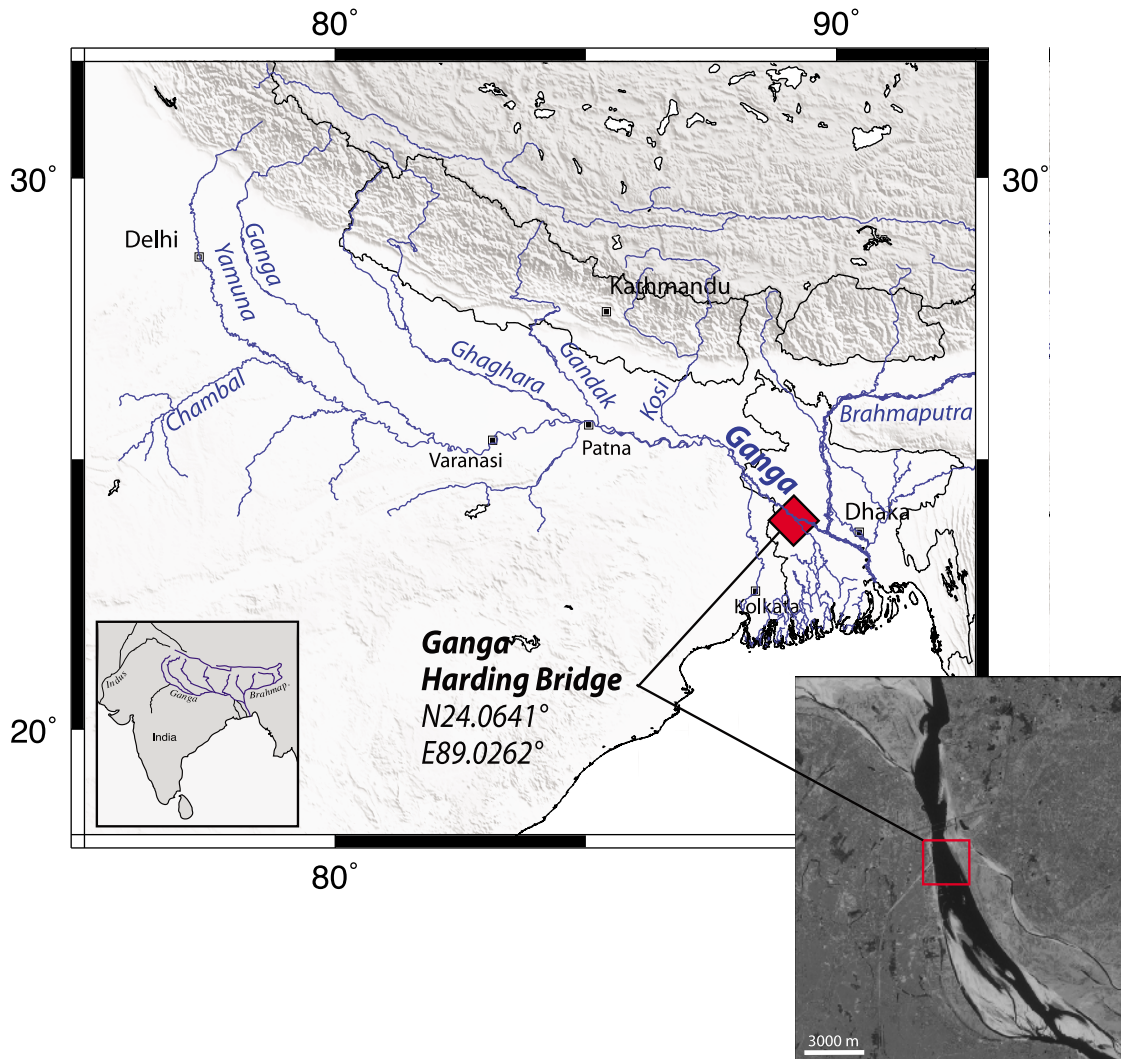 80°
90°
30°
30°
Delhi
Ganga
Yamuna
Kathmandu
Ghaghara
Gandak
Kosi
Chambal
Brahmaputra
Ganga
Varanasi
Patna
Dhaka
Kolkata
Ganga
Harding Bridge
N24.0641°
E89.0262°
Indus
Ganga
Brahmap.
India
20°
80°
3000 m